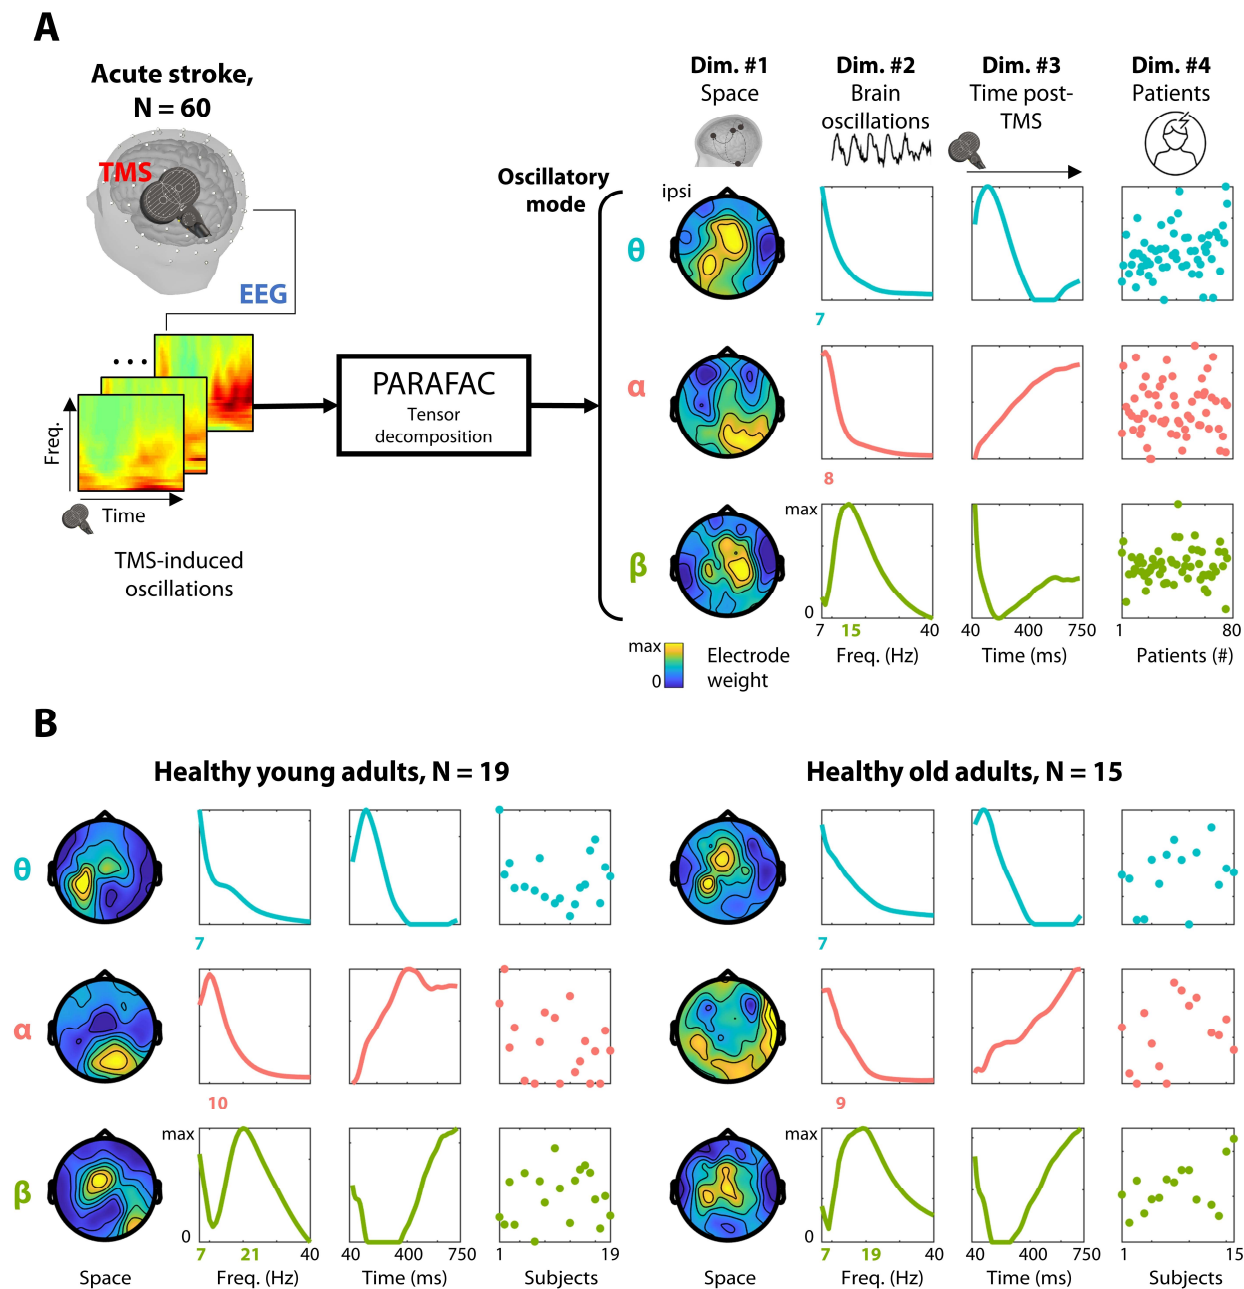 A
Acute stroke,
N = 60
TMS
EEG
Freq.
Time
TMS-induced
oscillations
PARAFAC
Tensor
decomposition
Oscillatory
mode
Dim. #1
Space
Dim. #2
Brain
oscillations
Dim. #3
Time post-
TMS
Dim. #4
Patients
ipsi
θ
7
α
8
β
max
0
7 15 40
40 400 750
1 80
Freq. (Hz)
Time (ms)
Patients (#)
max
0
Electrode
weight
B
Healthy young adults, N = 19
θ
7
α
10
β
max
0
7 21 40
40 400 750
1 19
Space
Freq. (Hz)
Time (ms)
Subjects
Healthy old adults, N = 15
7
9
max
0
7 19 40
40 400 750
1 15
Space
Freq. (Hz)
Time (ms)
Subjects